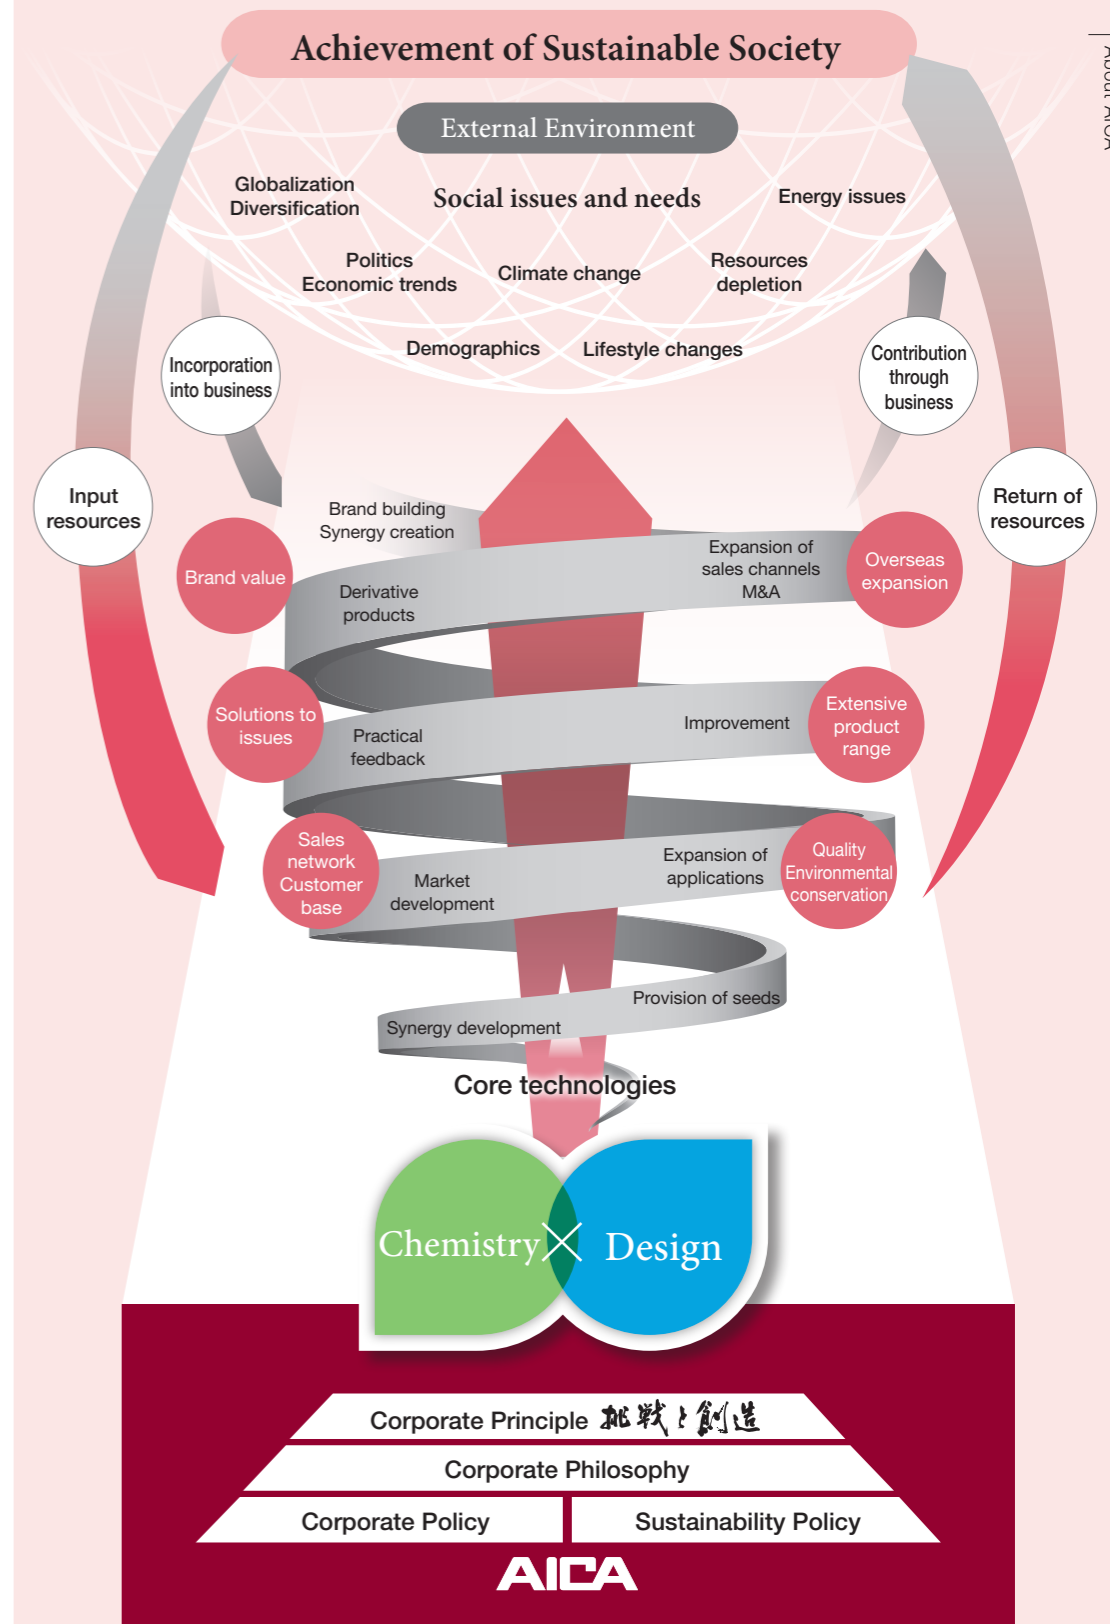 Achievement of Sustainable Society
About AICA
External Environment
Globalization
Diversification
Social issues and needs
Energy issues
Politics
Economic trends
Climate change
Resources
depletion
Demographics
Lifestyle changes
Incorporation
into business
Contribution
through
business
Input
resources
Return of
resources
Brand building
Synergy creation
Brand value
Derivative
products
Expansion of
sales channels
M&A
Overseas
expansion
Solutions to
issues
Practical
feedback
Improvement
Extensive
product
range
Sales
network
Customer
base
Market
development
Expansion of
applications
Quality
Environmental
conservation
Provision of seeds
Synergy development
Core technologies
Chemistry × Design
Corporate Principle 挑戦と創造
Corporate Philosophy
Corporate Policy
Sustainability Policy
AICA